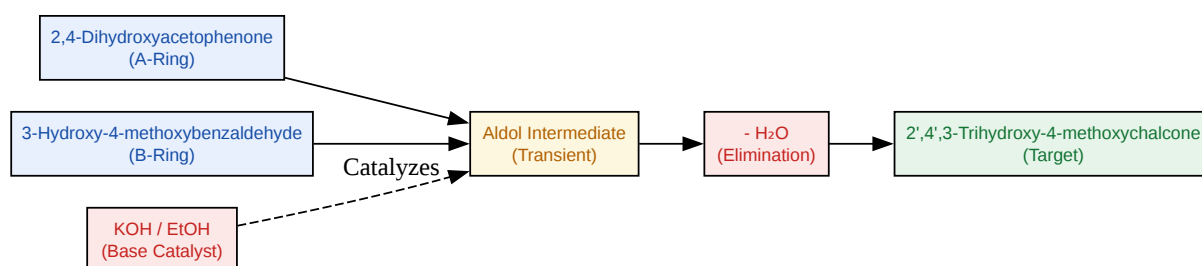 2,4-Dihydroxyacetophenone
(A-Ring)
3-Hydroxy-4-methoxybenzaldehyde
(B-Ring)
Catalyzes
KOH / EtOH
(Base Catalyst)
Aldol Intermediate
(Transient)
- H₂O
(Elimination)
2',4',3-Trihydroxy-4-methoxychalcone
(Target)